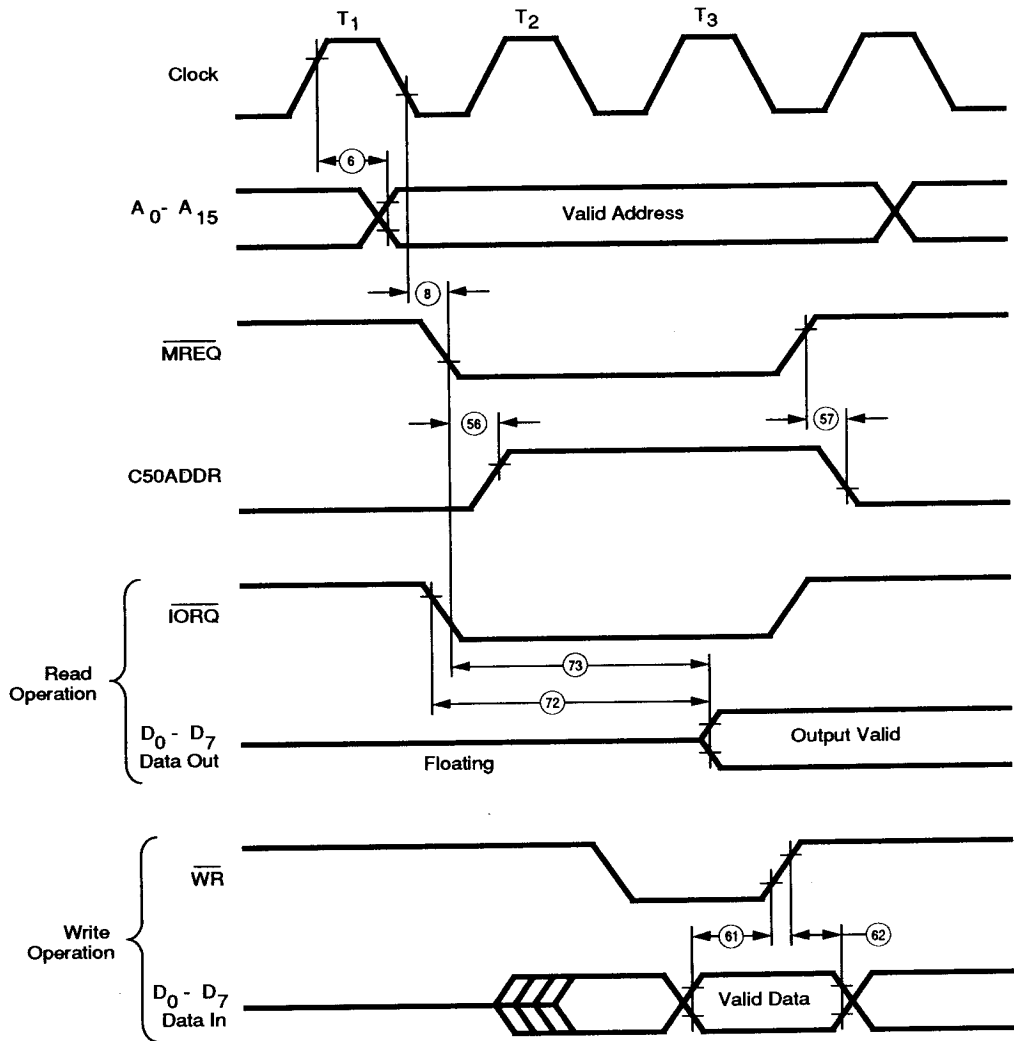 T1 T2 T3
Clock
6
A0- A15
Valid Address
8
MREQ
56
57
C50ADDR
IORQ
Read
Operation
73
72
D0 - D7
Data Out
Output Valid
Floating
WR
Write
Operation
61
62
D0 - D7
Data In
Valid Data